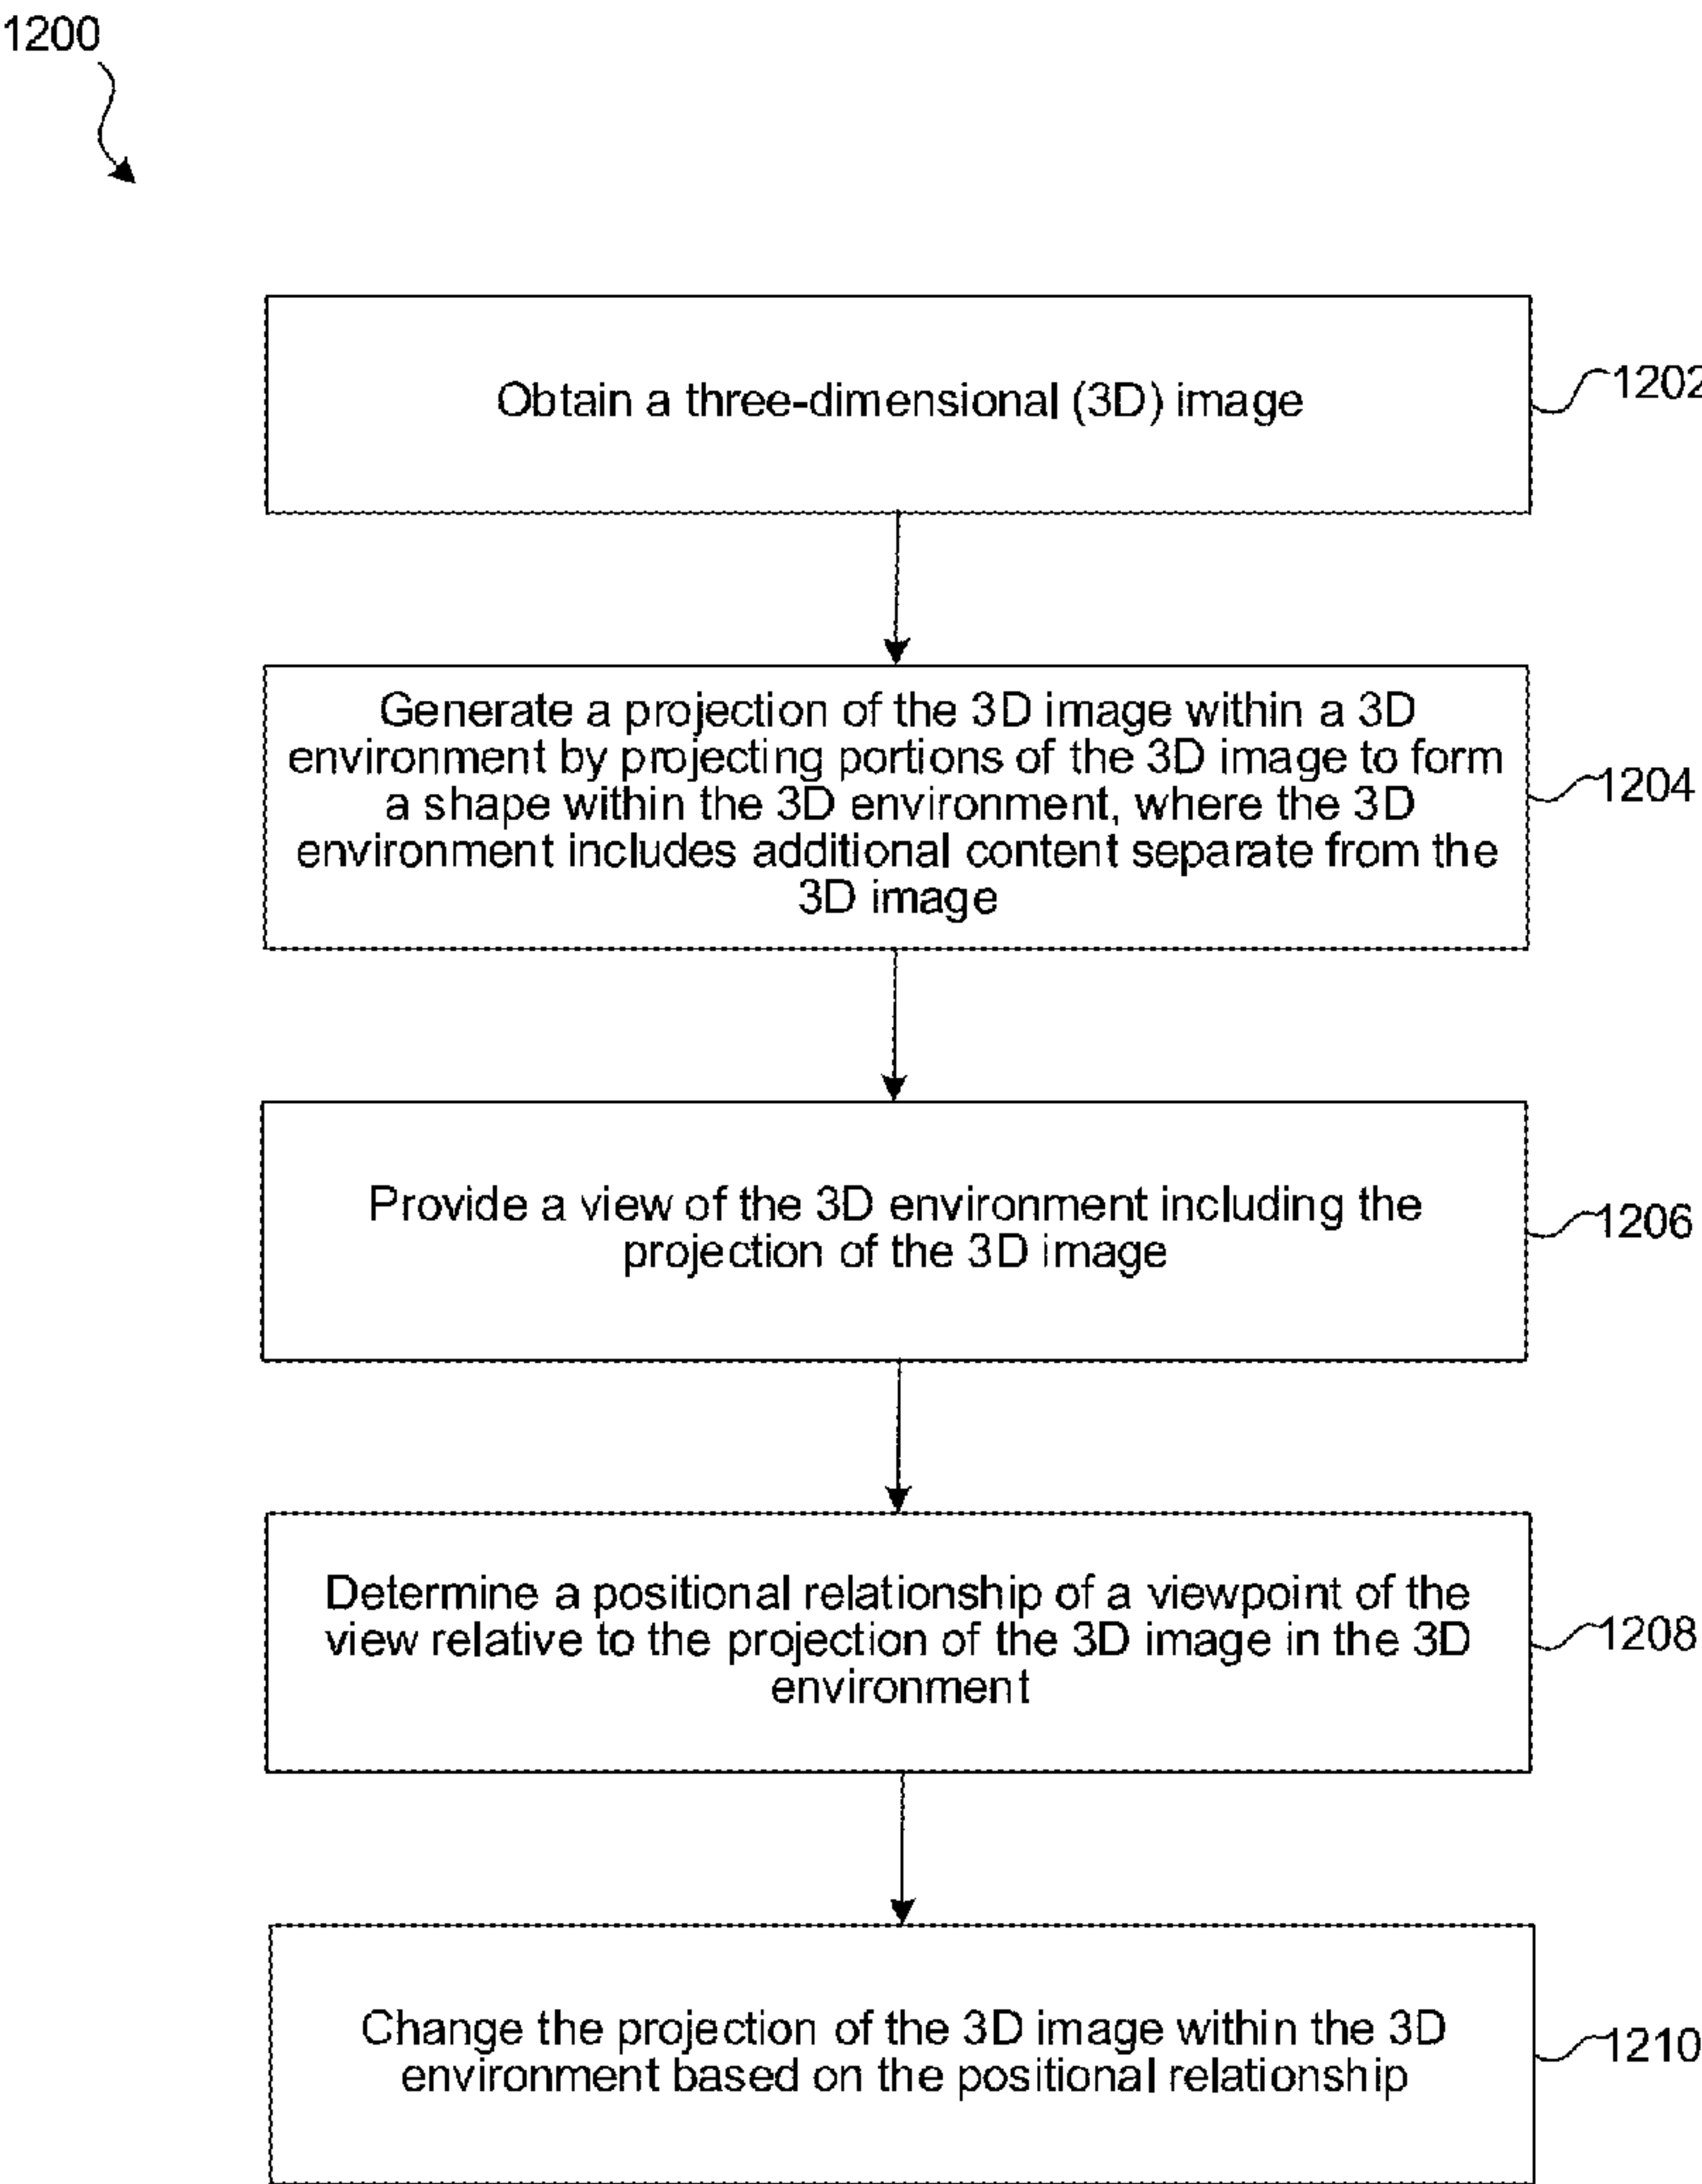 1200
Obtain a three-dimensional (3D) image
1202
Generate a projection of the 3D image within a 3D
environment by projecting portions of the 3D image to form
a shape within the 3D environment, where the 3D
environment includes additional content separate from the
3D image
1204
Provide a view of the 3D environment including the
projection of the 3D image
1206
Determine a positional relationship of a viewpoint of the
view relative to the projection of the 3D image in the 3D
environment
1208
Change the projection of the 3D image within the 3D
environment based on the positional relationship
1210